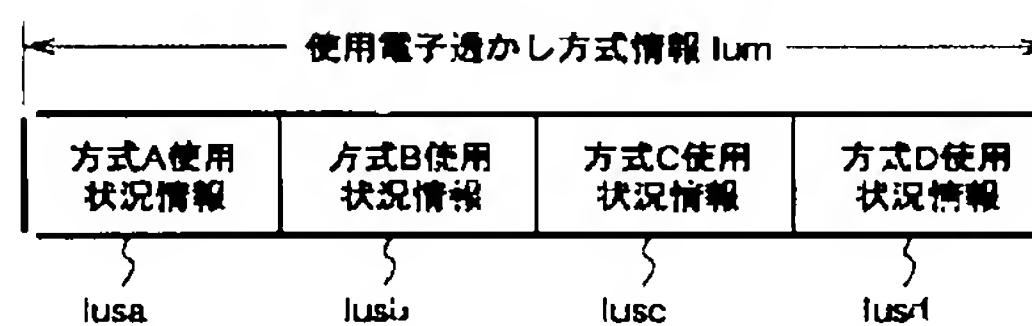 使用電子透かし方式情報 Ium
方式A使用
状況情報
方式B使用
状況情報
方式C使用
状況情報
方式D使用
状況情報
Iusa
Iusb
Iusc
Iusd